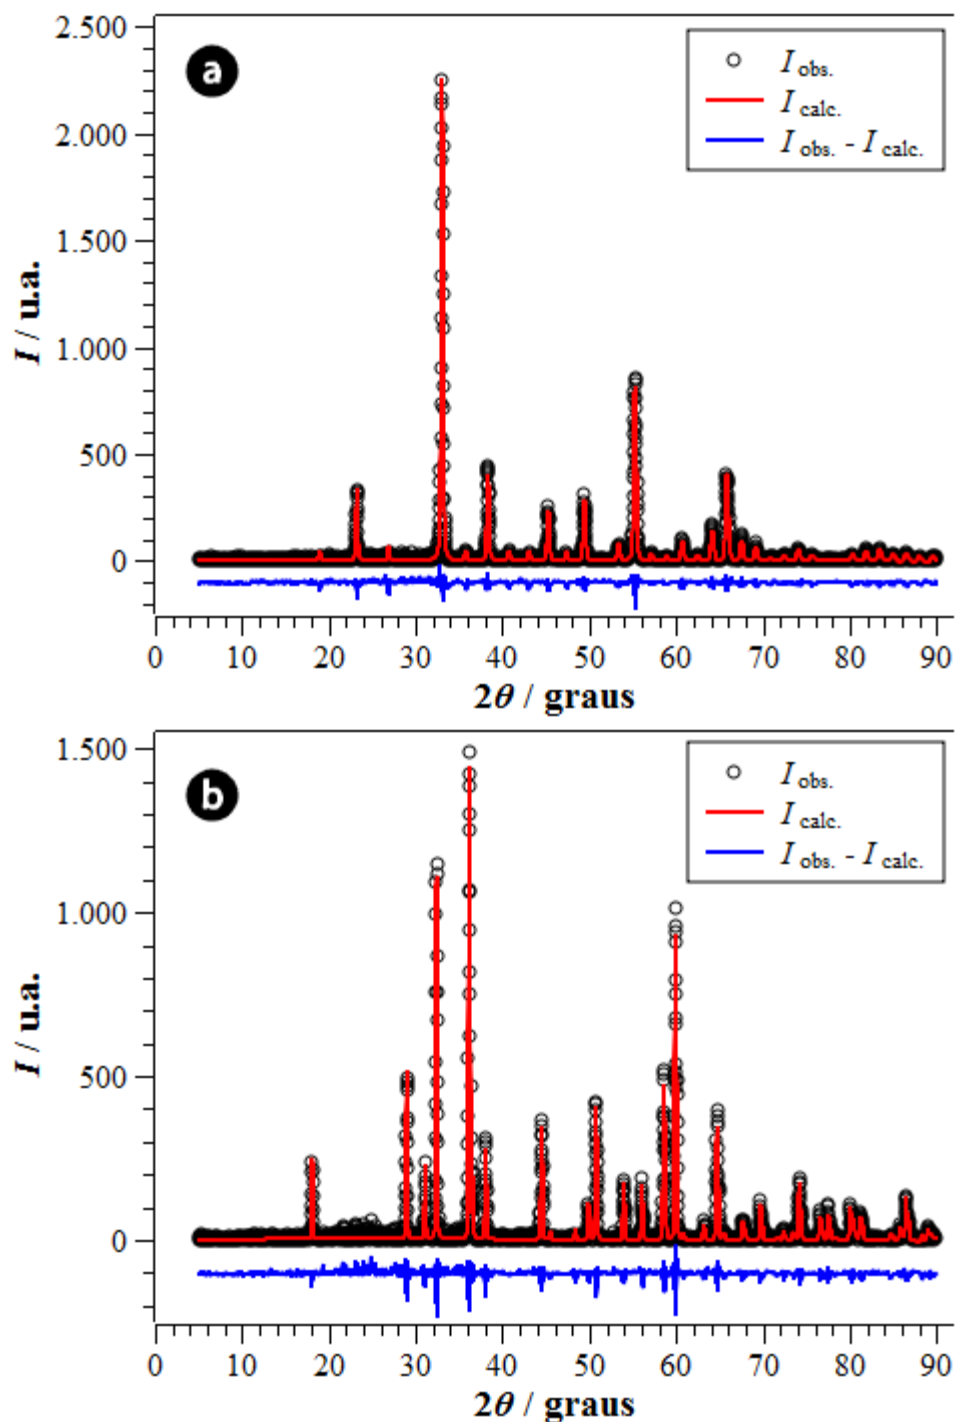 a
I obs.
I calc.
I obs. - I calc.
2.500
2.000
1.500
1.000
500
0
I / u.a.
0 10 20 30 40 50 60 70 80 90
2θ / graus
b
I obs.
I calc.
I obs. - I calc.
1.500
1.000
500
0
I / u.a.
0 10 20 30 40 50 60 70 80 90
2θ / graus